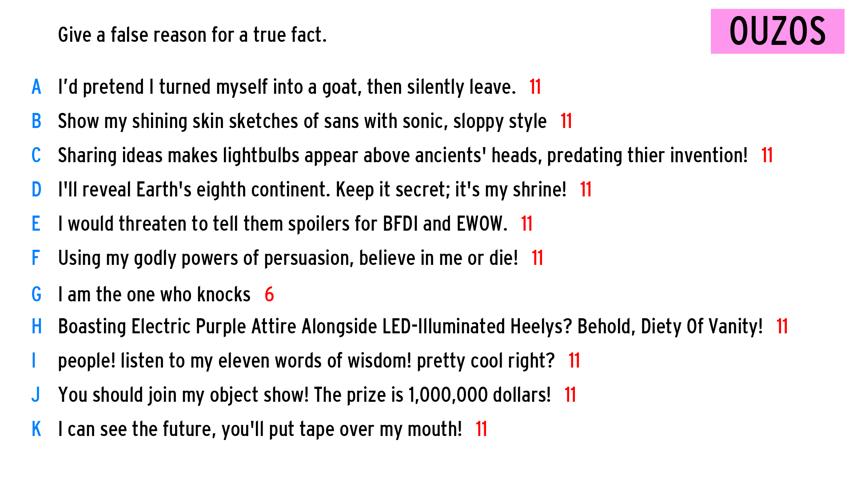 Give a false reason for a true fact.
OUZOS
A I'd pretend I turned myself into a goat, then silently leave. 11
B Show my shining skin sketches of sans with sonic, sloppy style 11
C Sharing ideas makes lightbulbs appear above ancients' heads, predating thier invention! 11
D I'll reveal Earth's eighth continent. Keep it secret; it's my shrine! 11
E I would threaten to tell them spoilers for BFDI and EWOW. 11
F Using my godly powers of persuasion, believe in me or die! 11
G I am the one who knocks 6
H Boasting Electric Purple Attire Alongside LED-Illuminated Heelys? Behold, Diety Of Vanity! 11
I people! listen to my eleven words of wisdom! pretty cool right? 11
J You should join my object show! The prize is 1,000,000 dollars! 11
K I can see the future, you'll put tape over my mouth! 11